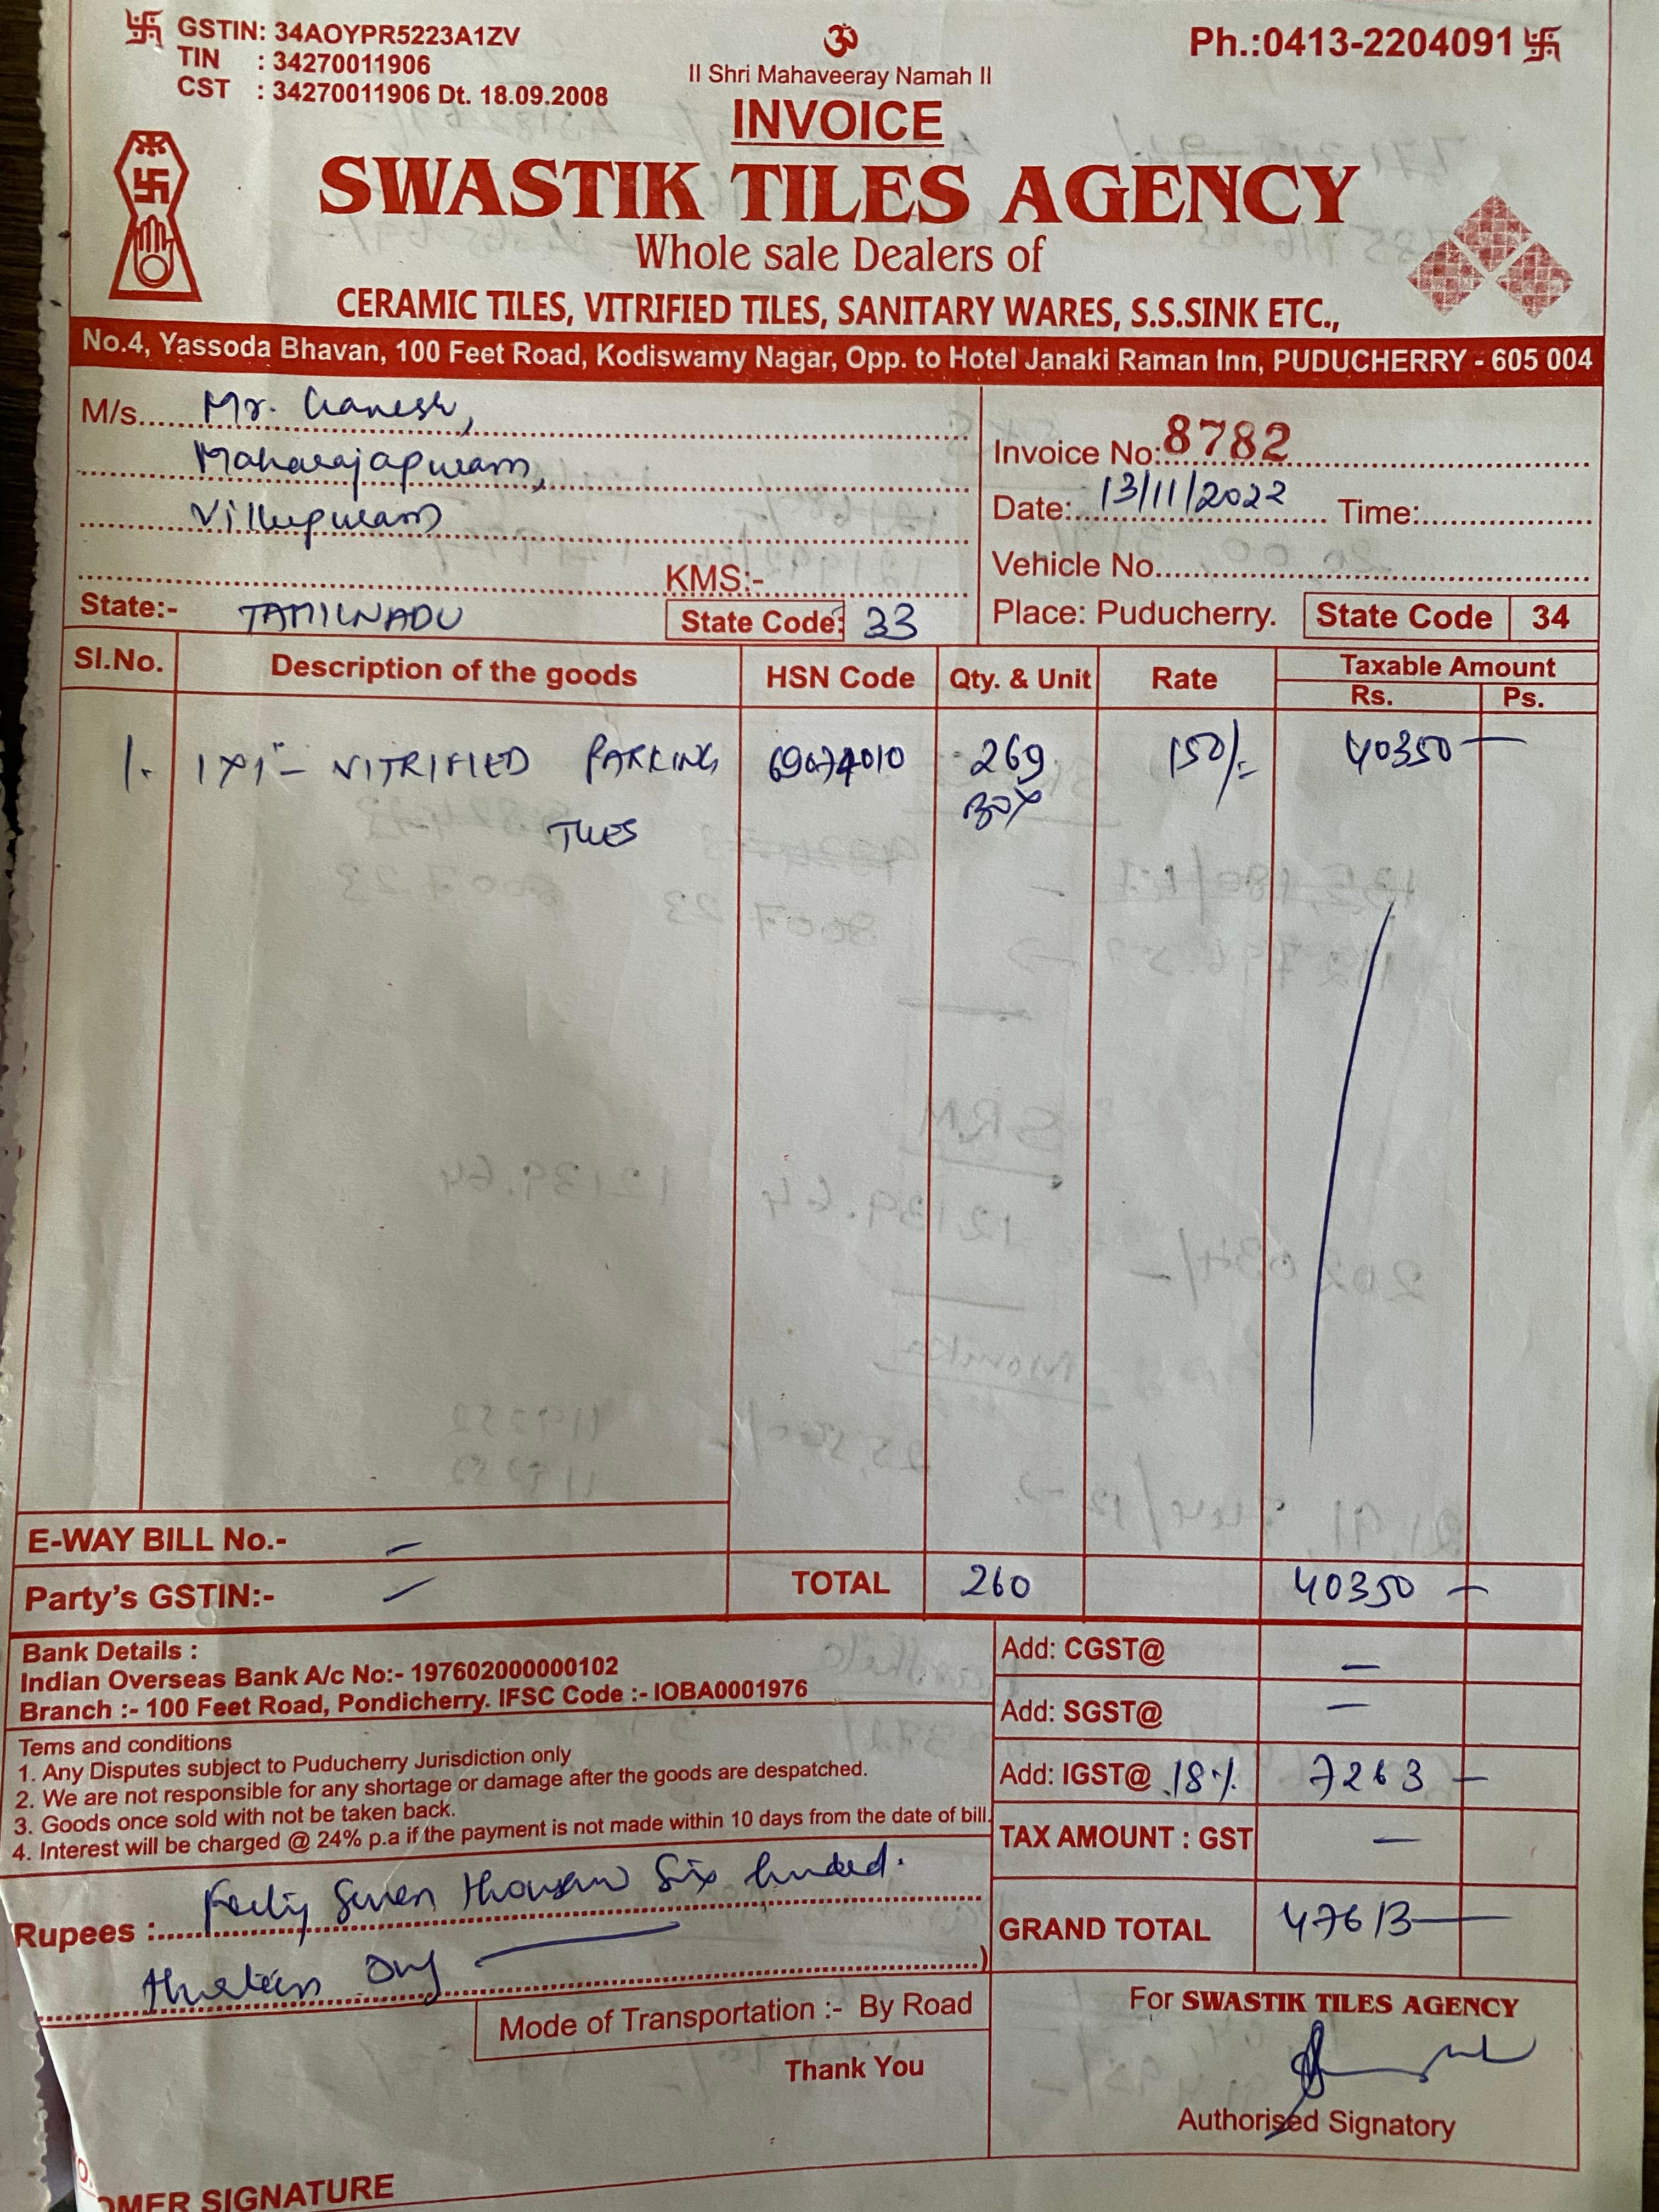 GSTIN: 34AOYPR5223A1ZV
TIN : 34270011906
CST : 34270011906 Dt. 18.09.2008
ॐ
II Shri Mahaveeray Namah II
Ph.:0413-2204091
INVOICE
SWASTIK TILES AGENCY
Whole sale Dealers of
CERAMIC TILES, VITRIFIED TILES, SANITARY WARES, S.S.SINK ETC.,
No.4, Yassoda Bhavan, 100 Feet Road, Kodiswamy Nagar, Opp. to Hotel Janaki Raman Inn, PUDUCHERRY - 605 004
M/s. Mr. Ganesh,
Maharajapuram,
Villupuram
KMS:-
State:- TAMILNADU State Code: 33
Invoice No: 8782
Date: 13/11/2022 Time:
Vehicle No.
Place: Puducherry. State Code 34
Sl.No. Description of the goods HSN Code Qty. & Unit Rate Taxable Amount
Rs. Ps.
1. 1x1" - VITRIFIED PARKING 69074010 269 150/- 40350 —
TILES BOX
E-WAY BILL No.- —
Party's GSTIN:- — TOTAL 260 40350 —
Bank Details :
Indian Overseas Bank A/c No:- 197602000000102
Branch :- 100 Feet Road, Pondicherry. IFSC Code :- IOBA0001976
Tems and conditions
1. Any Disputes subject to Puducherry Jurisdiction only
2. We are not responsible for any shortage or damage after the goods are despatched.
3. Goods once sold with not be taken back.
4. Interest will be charged @ 24% p.a if the payment is not made within 10 days from the date of bill.
Add: CGST@ —
Add: SGST@ —
Add: IGST@ 18% 7263 —
TAX AMOUNT : GST —
GRAND TOTAL 47613 —
Rupees : Forty Seven thousand Six hundred
thirteen Only —
Mode of Transportation :- By Road
Thank You
For SWASTIK TILES AGENCY
Authorised Signatory
OMER SIGNATURE